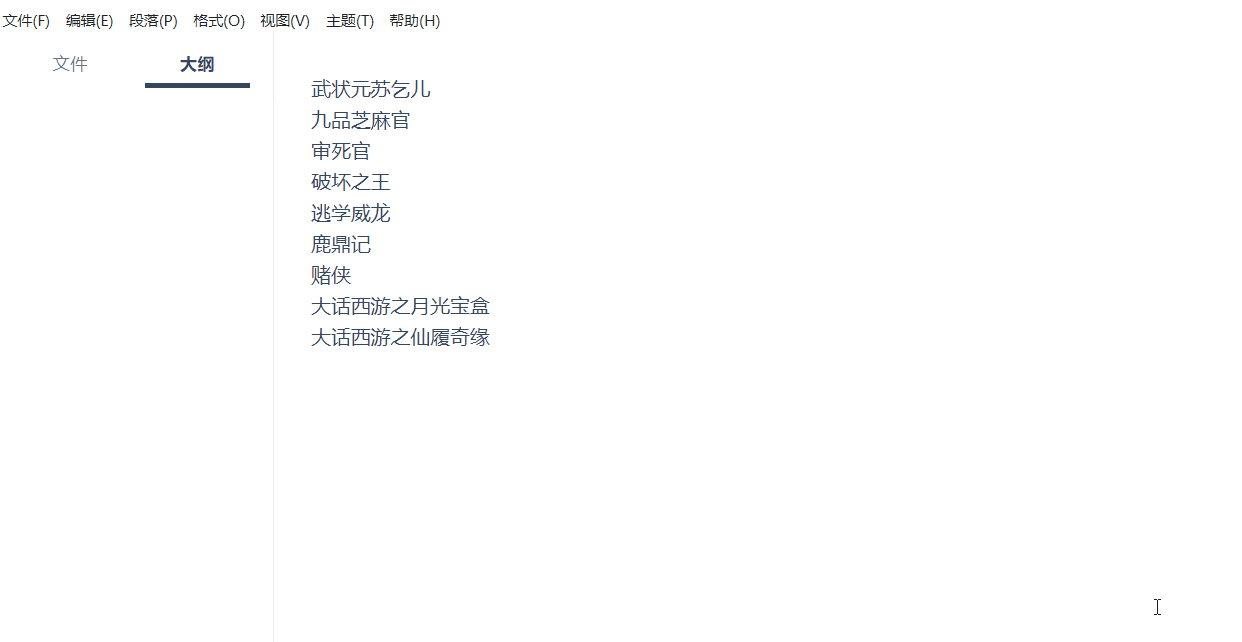 文件(F) 编辑(E) 段落(P) 格式(O) 视图(V) 主题(T) 帮助(H)
文件 大纲
武状元苏乞儿
九品芝麻官
审死官
破坏之王
逃学威龙
鹿鼎记
赌侠
大话西游之月光宝盒
大话西游之仙履奇缘